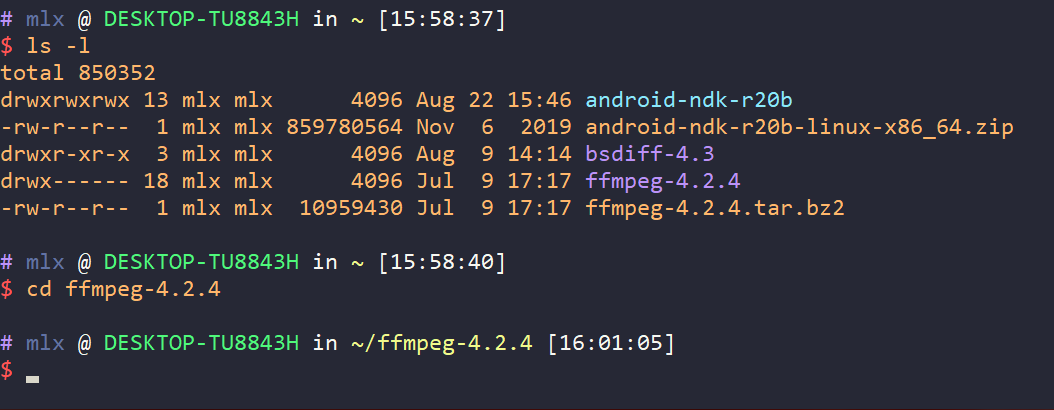 # mlx @ DESKTOP-TU8843H in ~ [15:58:37]
$ ls -l
total 850352
drwxrwxrwx 13 mlx mlx      4096 Aug 22 15:46 android-ndk-r20b
-rw-r--r--  1 mlx mlx 859780564 Nov  6  2019 android-ndk-r20b-linux-x86_64.zip
drwxr-xr-x  3 mlx mlx      4096 Aug  9 14:14 bsdiff-4.3
drwx------ 18 mlx mlx      4096 Jul  9 17:17 ffmpeg-4.2.4
-rw-r--r--  1 mlx mlx  10959430 Jul  9 17:17 ffmpeg-4.2.4.tar.bz2
# mlx @ DESKTOP-TU8843H in ~ [15:58:40]
$ cd ffmpeg-4.2.4
# mlx @ DESKTOP-TU8843H in ~/ffmpeg-4.2.4 [16:01:05]
$